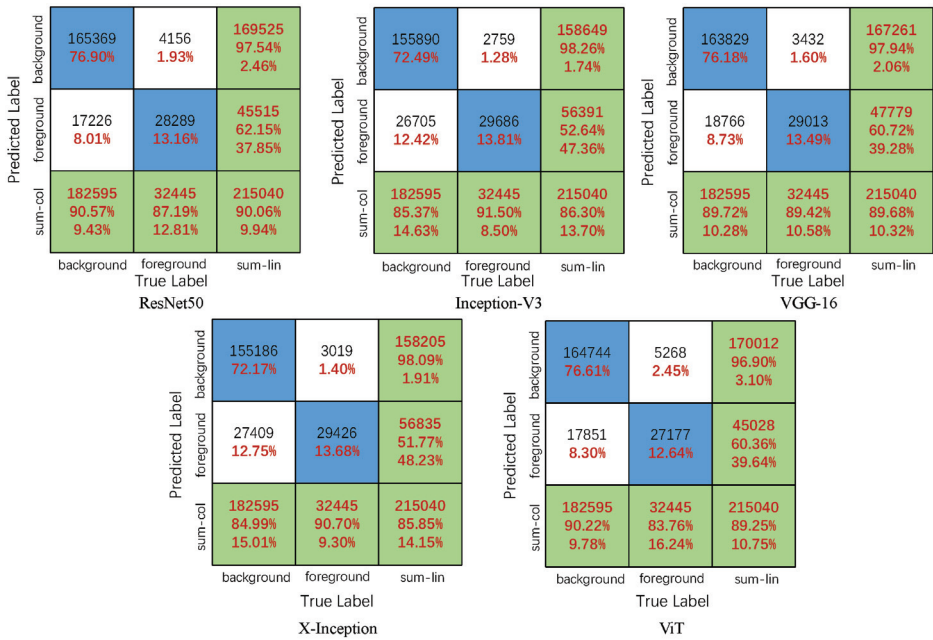 Predicted Label
background
165369
76.90%
4156
1.93%
169525
97.54%
2.46%
foreground
17226
8.01%
28289
13.16%
45515
62.15%
37.85%
sum-col
182595
90.57%
9.43%
32445
87.19%
12.81%
215040
90.06%
9.94%
background
foreground
sum-lin
True Label
ResNet50
Predicted Label
background
155890
72.49%
2759
1.28%
158649
98.26%
1.74%
foreground
26705
12.42%
29686
13.81%
56391
52.64%
47.36%
sum-col
182595
85.37%
14.63%
32445
91.50%
8.50%
215040
86.30%
13.70%
background
foreground
sum-lin
True Label
Inception-V3
Predicted Label
background
163829
76.18%
3432
1.60%
167261
97.94%
2.06%
foreground
18766
8.73%
29013
13.49%
47779
60.72%
39.28%
sum-col
182595
89.72%
10.28%
32445
89.42%
10.58%
215040
89.68%
10.32%
background
foreground
sum-lin
True Label
VGG-16
Predicted Label
background
155186
72.17%
3019
1.40%
158205
98.09%
1.91%
foreground
27409
12.75%
29426
13.68%
56835
51.77%
48.23%
sum-col
182595
84.99%
15.01%
32445
90.70%
9.30%
215040
85.85%
14.15%
background
foreground
sum-lin
True Label
X-Inception
Predicted Label
background
164744
76.61%
5268
2.45%
170012
96.90%
3.10%
foreground
17851
8.30%
27177
12.64%
45028
60.36%
39.64%
sum-col
182595
90.22%
9.78%
32445
83.76%
16.24%
215040
89.25%
10.75%
background
foreground
sum-lin
True Label
ViT